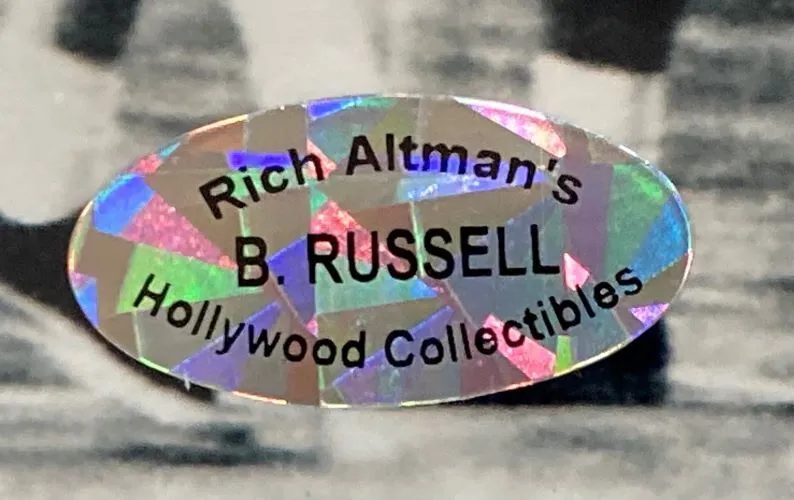 Rich Altman's
B. RUSSELL
Hollywood Collectibles